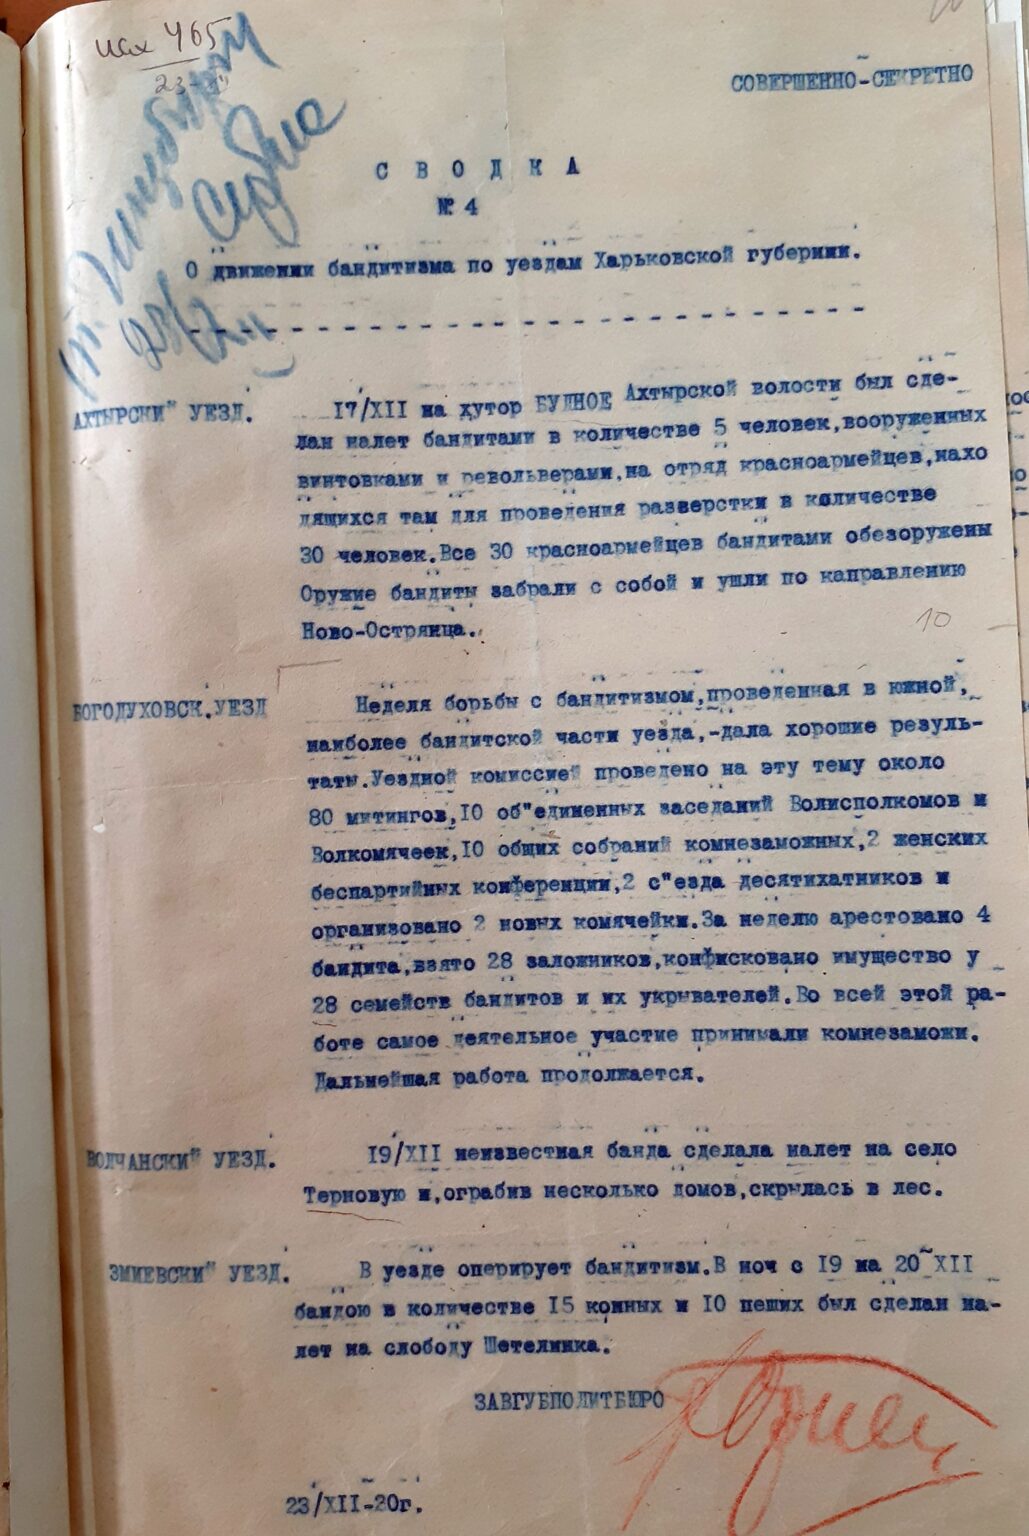 исх 465
23-XII
СОВЕРШЕННО-СЕКРЕТНО
С В О Д К А
№ 4
О движении бандитизма по уездам Харьковской губернии.
АХТЫРСКИЙ УЕЗД. 17/XII на хутор БУДНОЕ Ахтырской волости был сде-
лан налет бандитами в количестве 5 человек,вооруженных
винтовками и револьверами,на отряд красноармейцев,нахо
дящихся там для проведения разверстки в количестве
30 человек.Все 30 красноармейцев бандитами обезоружены
Оружие бандиты забрали с собой и ушли по направлению
Ново-Острянца.
10
БОГОДУХОВСК.УЕЗД Неделя борьбы с бандитизмом,проведенная в южной,
наиболее бандитской части уезда,-дала хорошие резуль-
таты.Уездной комиссией проведено на эту тему около
80 митингов,10 об"единенных заседаний Волисполкомов и
Волкомячеек,10 общих собраний комнезаможных,2 женских
беспартийных конференции,2 с"езда десятихатников и
организовано 2 новых комячейки.За неделю арестовано 4
бандита,взято 28 заложников,конфисковано имущество у
28 семейств бандитов и их укрывателей.Во всей этой ра-
боте самое деятельное участие принимали комнезаможи.
Дальнейшая работа продолжается.
ВОЛЧАНСКИЙ УЕЗД. 19/XII неизвестная банда сделала налет на село
Терновую и,ограбив несколько домов,скрылась в лес.
ЗМИЕВСКИЙ УЕЗД. В уезде оперирует бандитизм.В ноч с 19 на 20 XII
бандою в количестве 15 конных и 10 пеших был сделан на-
лет на слободу Шетелинка.
ЗАВГУБПОЛИТБЮРО
23/XII-20г.